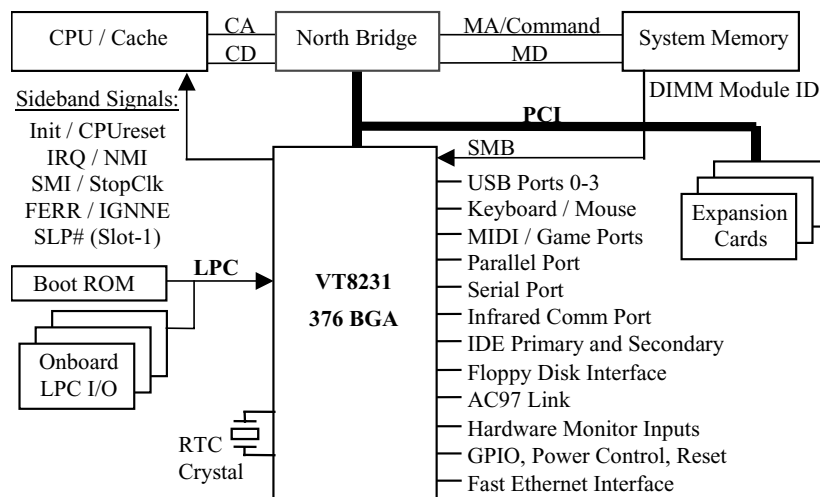 CPU / Cache
CA
CD
North Bridge
MA/Command
MD
System Memory
DIMM Module ID
Sideband Signals:
Init / CPUreset
IRQ / NMI
SMI / StopClk
FERR / IGNNE
SLP# (Slot-1)
PCI
SMB
Expansion
Cards
Boot ROM
LPC
Onboard
LPC I/O
RTC
Crystal
VT8231
376 BGA
USB Ports 0-3
Keyboard / Mouse
MIDI / Game Ports
Parallel Port
Serial Port
Infrared Comm Port
IDE Primary and Secondary
Floppy Disk Interface
AC97 Link
Hardware Monitor Inputs
GPIO, Power Control, Reset
Fast Ethernet Interface